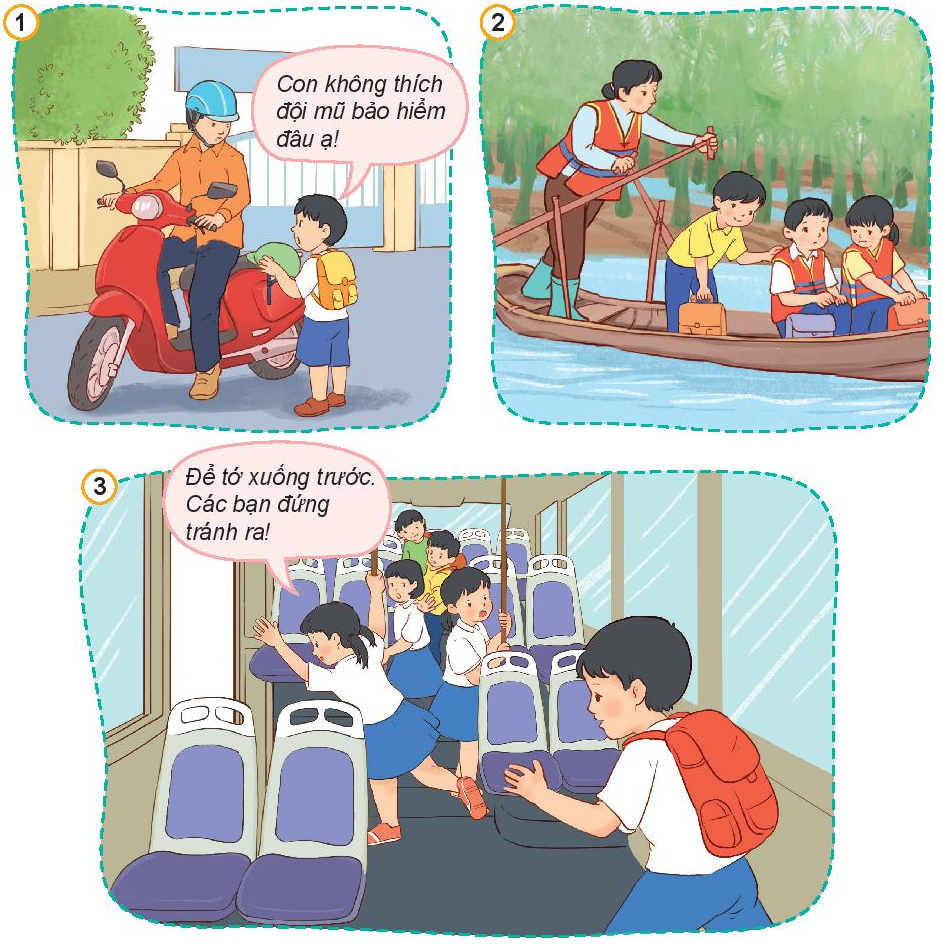 1
Con không thích
đội mũ bảo hiểm
đâu ạ!
2
3
Để tớ xuống trước.
Các bạn đứng
tránh ra!